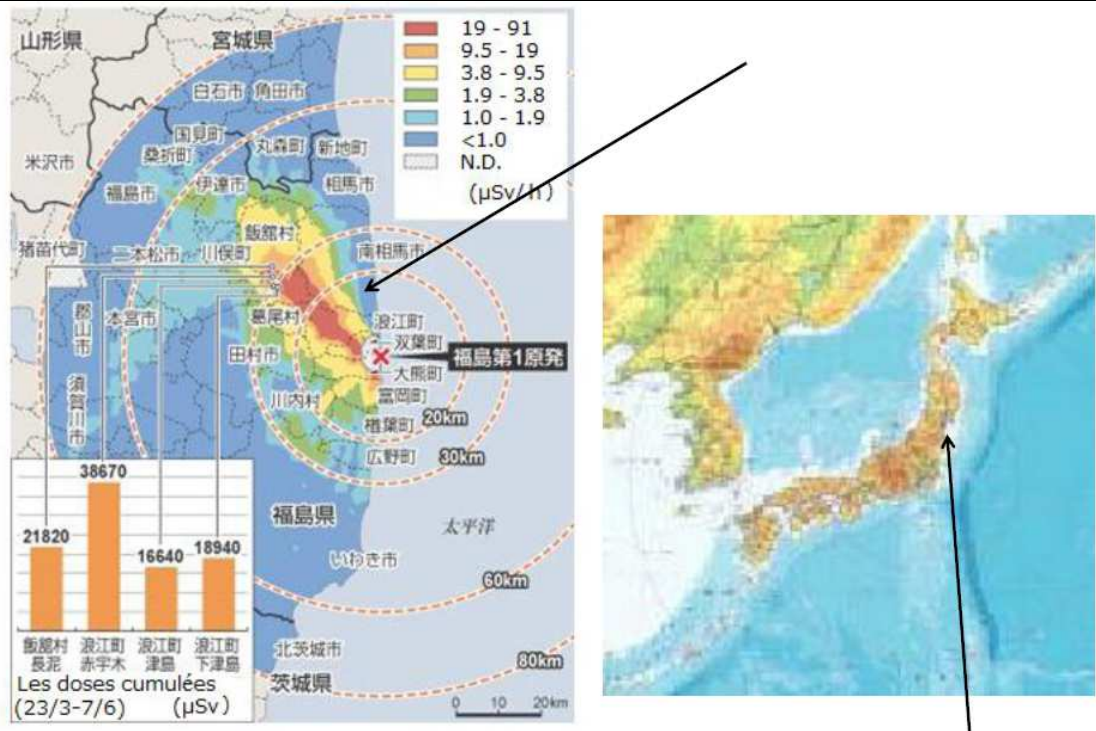 山形県
宮城県
19 - 91
9.5 - 19
3.8 - 9.5
1.9 - 3.8
1.0 - 1.9
<1.0
N.D.
(μSv/h)
白石市
角田市
国見町
桑折町
丸森町
新地町
米沢市
福島市
伊達市
相馬市
飯舘村
猪苗代町
二本松市
川俣町
南相馬市
郡山市
本宮市
葛尾村
浪江町
双葉町
福島第1原発
田村市
大熊町
須賀川市
川内村
富岡町
20km
楢葉町
広野町
30km
福島県
太平洋
いわき市
60km
北茨城市
80km
茨城県
38670
21820
16640
18940
飯舘村
長泥
浪江町
赤宇木
浪江町
津島
浪江町
下津島
Les doses cumulées
(23/3-7/6) (μSv)
0 10 20km